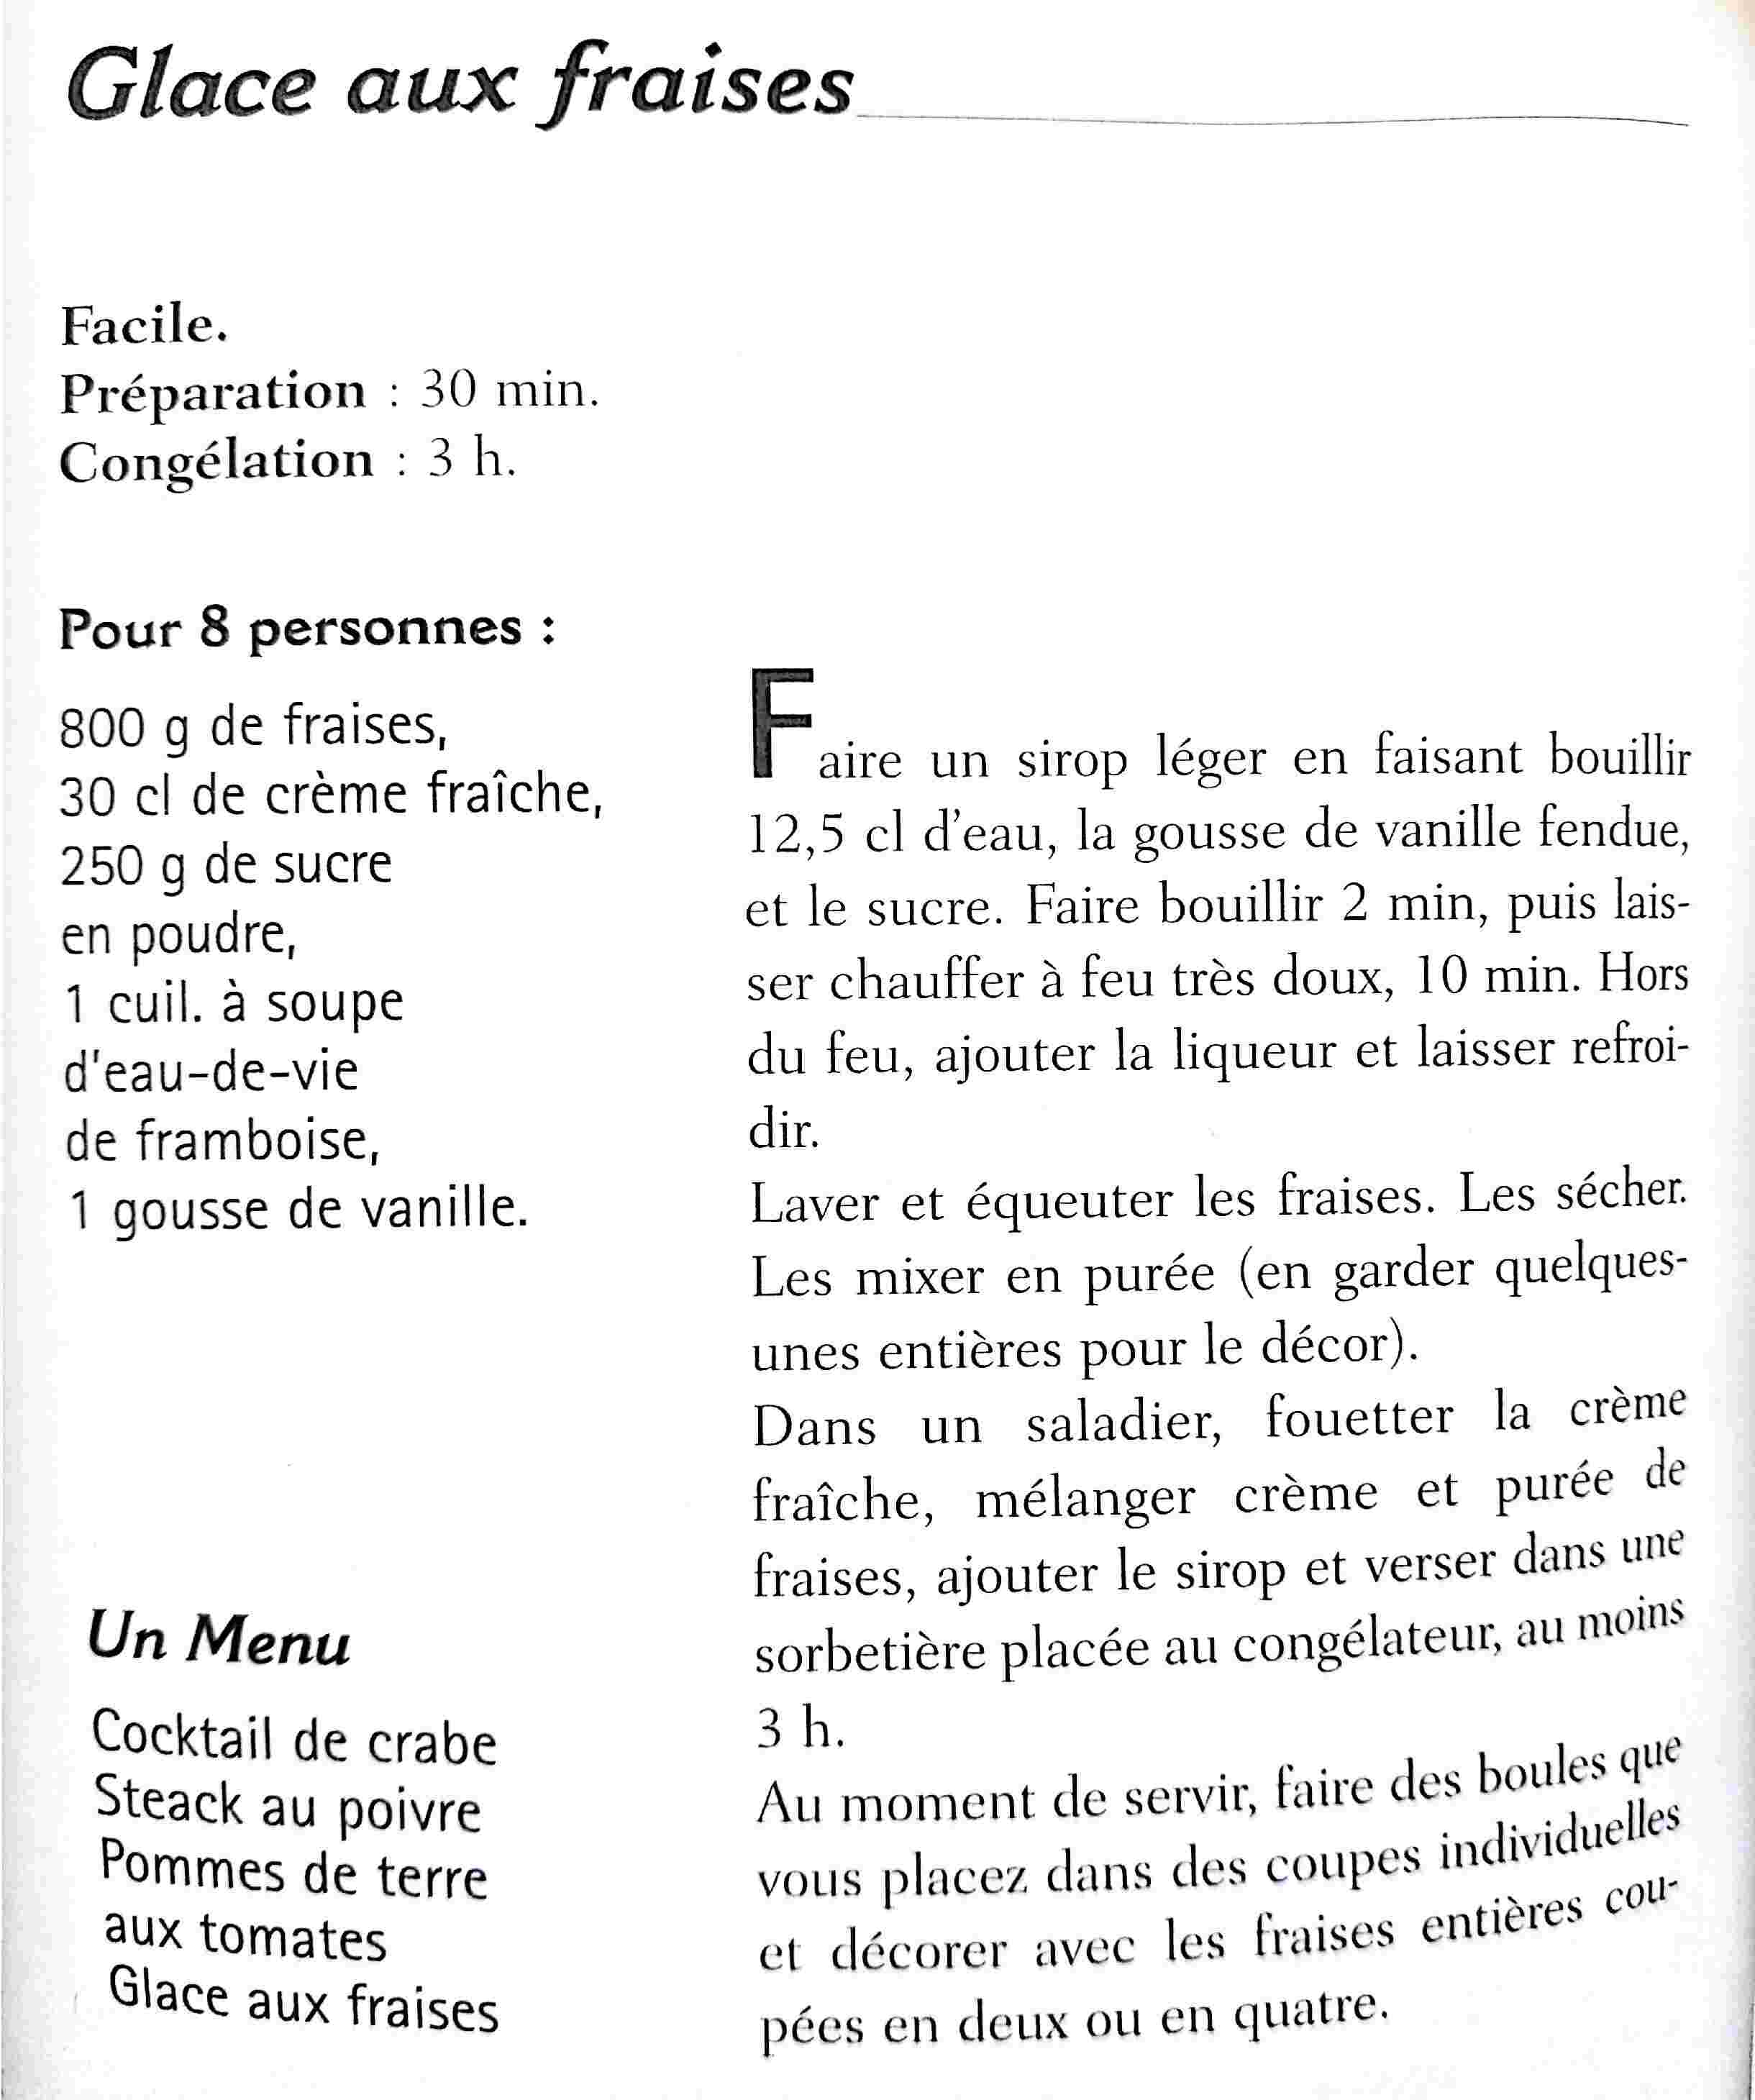 Glace aux fraises
Facile.
Préparation : 30 min.
Congélation : 3 h.
Pour 8 personnes :
800 g de fraises,
30 cl de crème fraîche,
250 g de sucre
en poudre,
1 cuil. à soupe
d'eau-de-vie
de framboise,
1 gousse de vanille.
Faire un sirop léger en faisant bouillir
12,5 cl d'eau, la gousse de vanille fendue,
et le sucre. Faire bouillir 2 min, puis lais-
ser chauffer à feu très doux, 10 min. Hors
du feu, ajouter la liqueur et laisser refroi-
dir.
Laver et équeuter les fraises. Les sécher.
Les mixer en purée (en garder quelques-
unes entières pour le décor).
Dans un saladier, fouetter la crème
fraîche, mélanger crème et purée de
fraises, ajouter le sirop et verser dans une
sorbetière placée au congélateur, au moins
3 h.
Au moment de servir, faire des boules que
vous placez dans des coupes individuelles
et décorer avec les fraises entières cou-
pées en deux ou en quatre.
Un Menu
Cocktail de crabe
Steack au poivre
Pommes de terre
aux tomates
Glace aux fraises